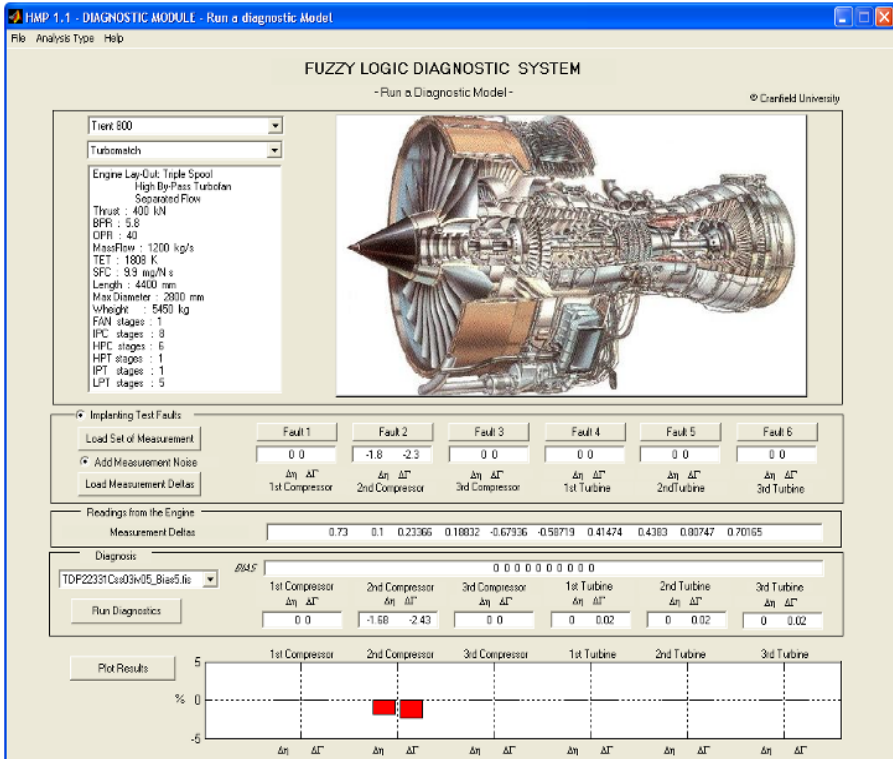 HMP 1.1 - DIAGNOSTIC MODULE - Run a diagnostic Model
File Analysis Type Help
FUZZY LOGIC DIAGNOSTIC SYSTEM
- Run a Diagnostic Model -
© Cranfield University
Trent 800
Turbomatch
Engine Lay-Out: Triple Spool
High By-Pass Turbofan
Separated Flow
Thrust : 400 kN
BPR : 5.8
OPR : 40
MassFlow : 1200 kg/s
TET : 1808 K
SFC : 9.9 mg/N s
Length : 4400 mm
Max Diameter : 2800 mm
Wheight : 5450 kg
FAN stages : 1
IPC stages : 8
HPC stages : 6
HPT stages : 1
IPT stages : 1
LPT stages : 5
Implanting Test Faults
Load Set of Measurement
Add Measurement Noise
Load Measurement Deltas
Fault 1 Fault 2 Fault 3 Fault 4 Fault 5 Fault 6
0 0 -1.8 -2.3 0 0 0 0 0 0 0 0
Δη ΔΓ Δη ΔΓ Δη ΔΓ Δη ΔΓ Δη ΔΓ Δη ΔΓ
1st Compressor 2nd Compressor 3rd Compressor 1st Turbine 2ndTurbine 3rd Turbine
Readings from the Engine
Measurement Deltas 0.73 0.1 0.23366 0.18832 -0.67936 -0.58719 0.41474 0.4383 0.80747 0.70165
Diagnosis
BIAS 0 0 0 0 0 0 0 0 0 0
TDP22331Css03iv05_Bias5.fis
Run Diagnostics
1st Compressor 2nd Compressor 3rd Compressor 1st Turbine 2nd Turbine 3rd Turbine
Δη ΔΓ Δη ΔΓ Δη ΔΓ Δη ΔΓ Δη ΔΓ Δη ΔΓ
0 0 -1.68 -2.43 0 0 0 0.02 0 0.02 0 0.02
Plot Results
1st Compressor 2nd Compressor 3rd Compressor 1st Turbine 2nd Turbine 3rd Turbine
5
% 0
-5
Δη ΔΓ Δη ΔΓ Δη ΔΓ Δη ΔΓ Δη ΔΓ Δη ΔΓ